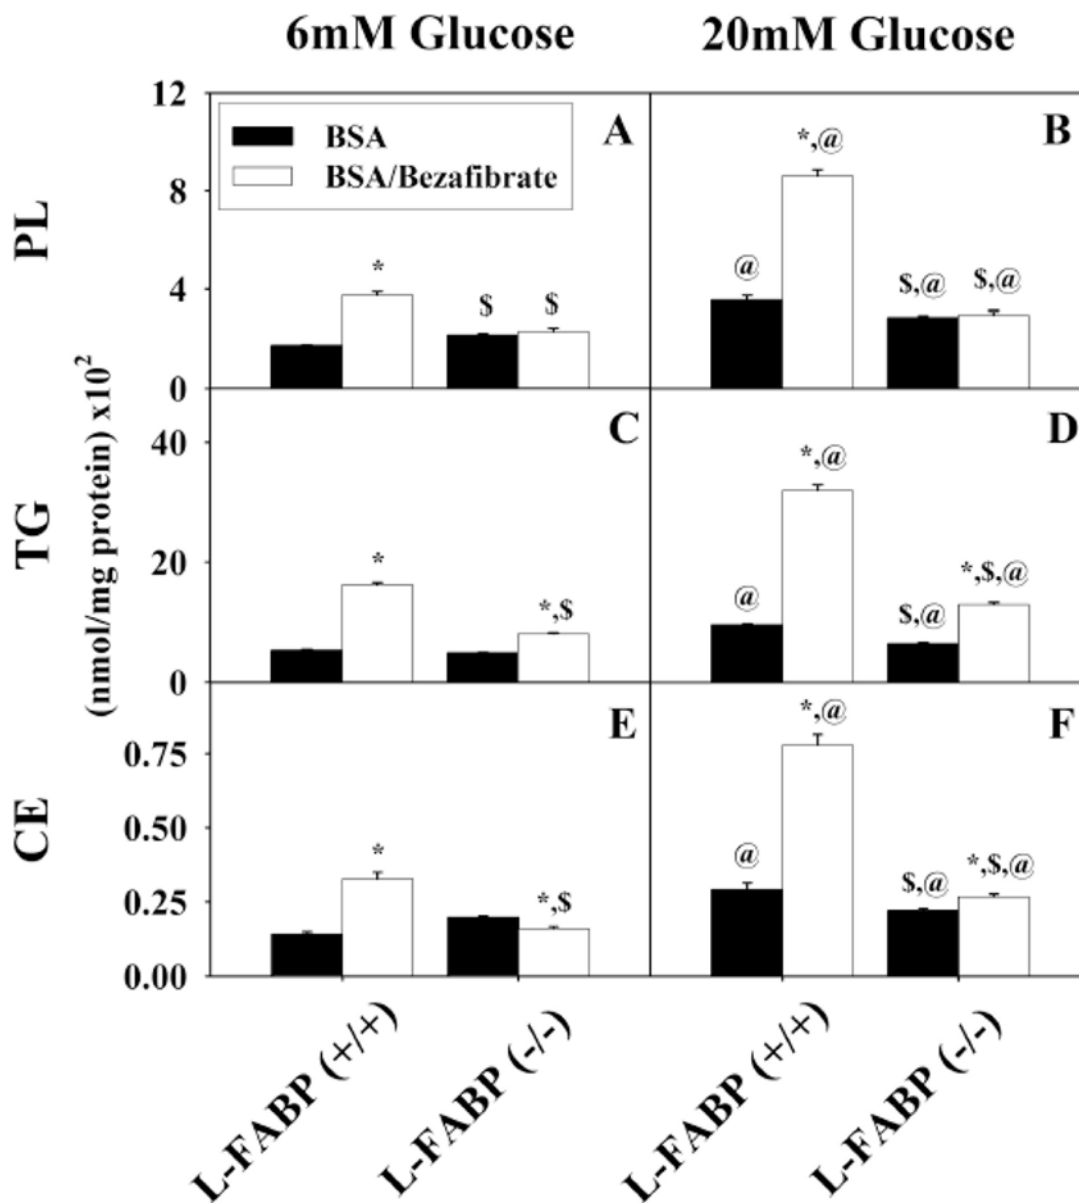 6mM Glucose 20mM Glucose
PL
TG
CE
(nmol/mg protein) x10²
12
8
4
0
40
20
0
0.75
0.50
0.25
0.00
BSA
BSA/Bezafibrate
A
*
$ $
B
@ *,@ $,@ $,@
C
*
*,$
D
@ *,@ $,@ *,$,@
E
*
*,$
F
@ *,@ $,@ *,$,@
L-FABP (+/+)
L-FABP (-/-)
L-FABP (+/+)
L-FABP (-/-)